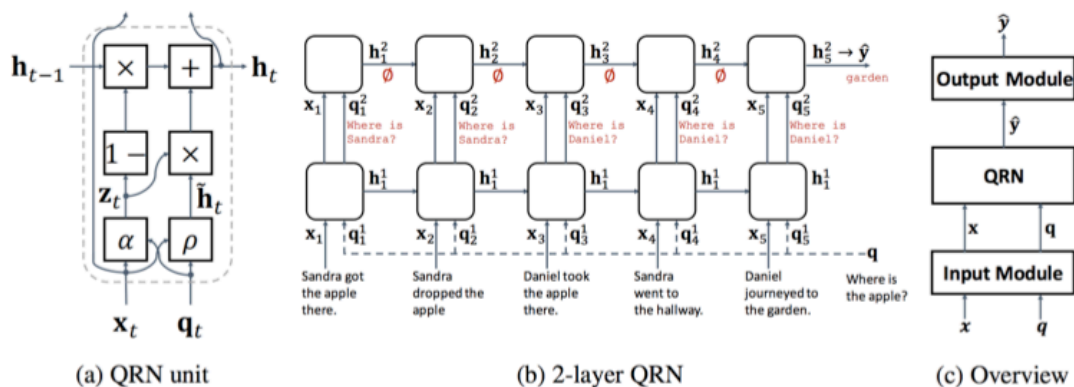 h_{t-1} × + h_t
1 − ×
z_t h̃_t
α ρ
x_t q_t
(a) QRN unit
h_1^2 h_2^2 h_3^2 h_4^2 h_5^2 → ŷ
∅ ∅ ∅ ∅ garden
x_1 q_1^2 x_2 q_2^2 x_3 q_3^2 x_4 q_4^2 x_5 q_5^2
Where is Where is Where is Where is Where is
Sandra? Sandra? Daniel? Daniel? Daniel?
h_1^1 h_1^1 h_1^1 h_1^1 h_1^1
x_1 q_1^1 x_2 q_2^1 x_3 q_3^1 x_4 q_4^1 x_5 q_5^1
q
Sandra got
the apple
there.
Sandra
dropped the
apple
Daniel took
the apple
there.
Sandra
went to
the hallway.
Daniel
journeyed to
the garden.
Where is
the apple?
(b) 2-layer QRN
ŷ
Output Module
ŷ
QRN
x q
Input Module
x q
(c) Overview